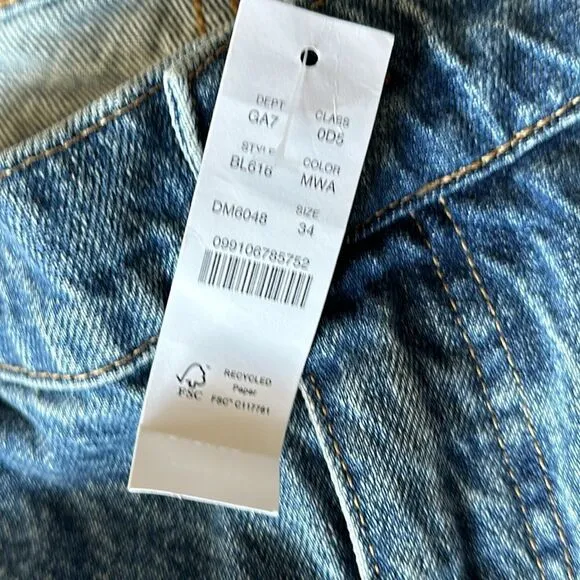 DEPT CLASS
GA7 0D5
STYLE COLOR
BL616 MWA
DM6048 SIZE 34
099106785752
RECYCLED
Paper
FSC® C117761
FSC